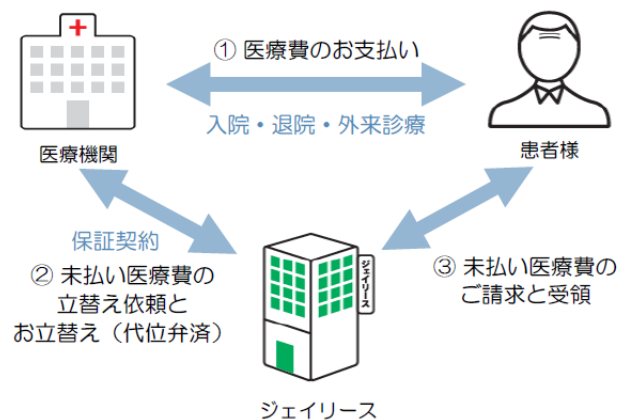 ① 医療費のお支払い
入院・退院・外来診療
医療機関
患者様
保証契約
② 未払い医療費の
立替え依頼と
お立替え（代位弁済）
③ 未払い医療費の
ご請求と受領
ジェイリース
ジェイリース